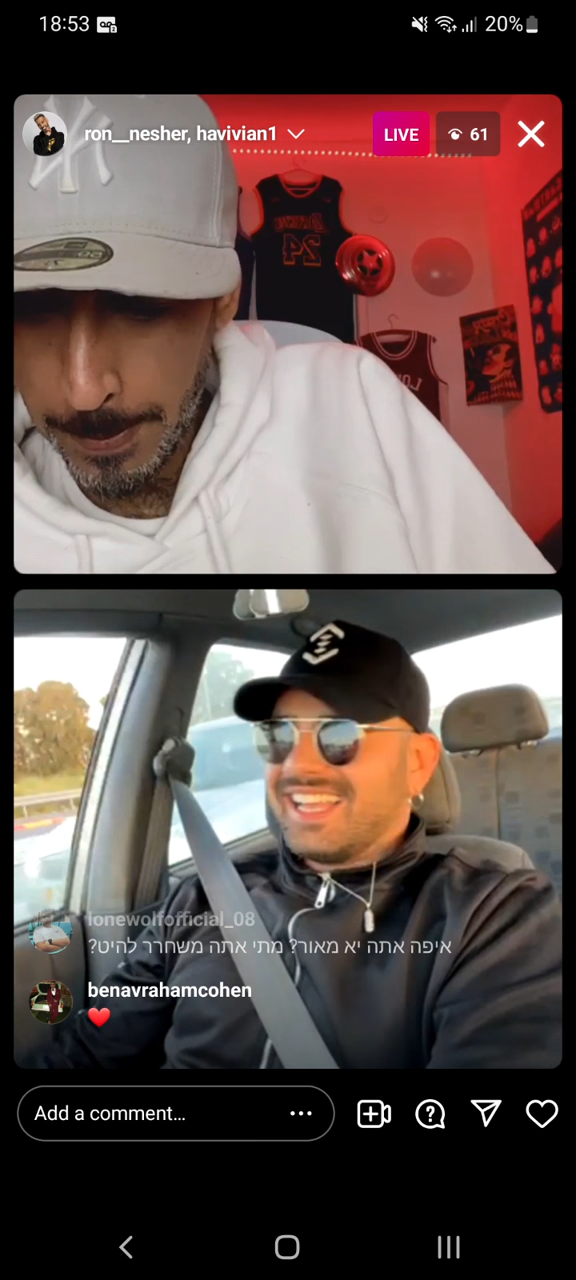 18:53
20%
ron__nesher, havivian1
LIVE
61
24
lonewolfofficial_08
איפה אתה יא מאור? מתי אתה משחרר להיט?
benavrahamcohen
Add a comment…